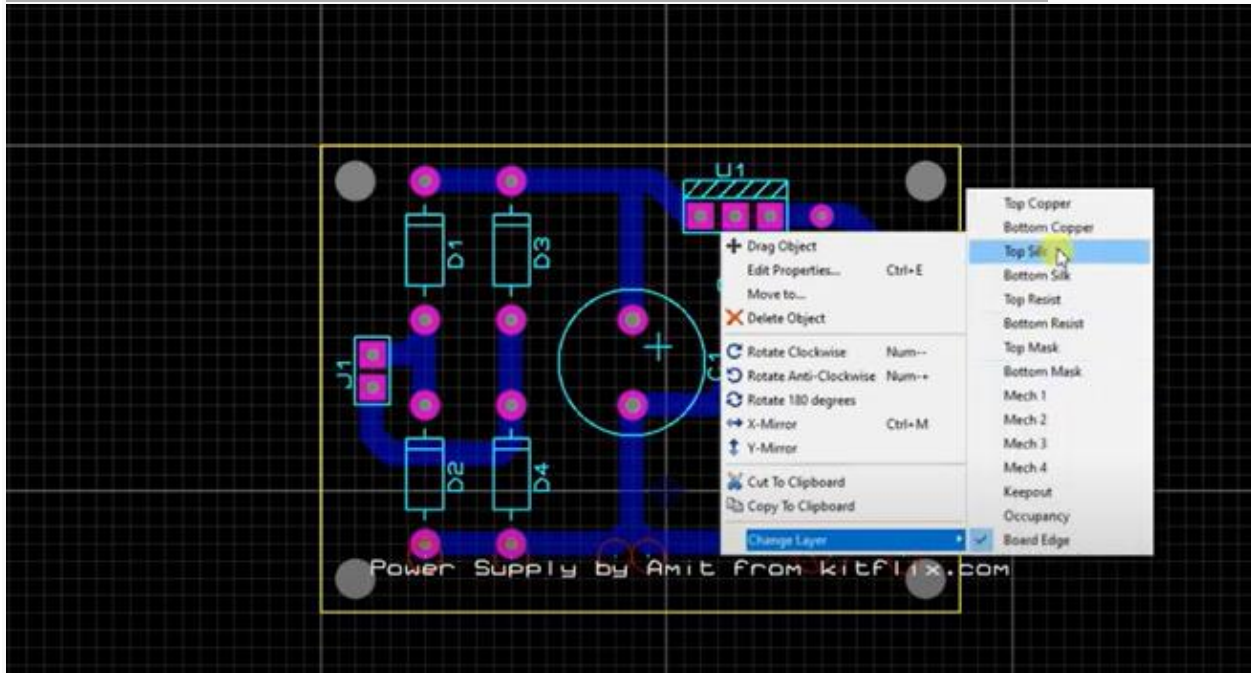 U1
D1
D3
J1
C1
D2
D4
Power Supply by Amit from kitflix.com
Drag Object
Edit Properties... Ctrl+E
Move to...
Delete Object
Rotate Clockwise Num--
Rotate Anti-Clockwise Num-+
Rotate 180 degrees
X-Mirror Ctrl+M
Y-Mirror
Cut To Clipboard
Copy To Clipboard
Change Layer
Top Copper
Bottom Copper
Top Silk
Bottom Silk
Top Resist
Bottom Resist
Top Mask
Bottom Mask
Mech 1
Mech 2
Mech 3
Mech 4
Keepout
Occupancy
Board Edge